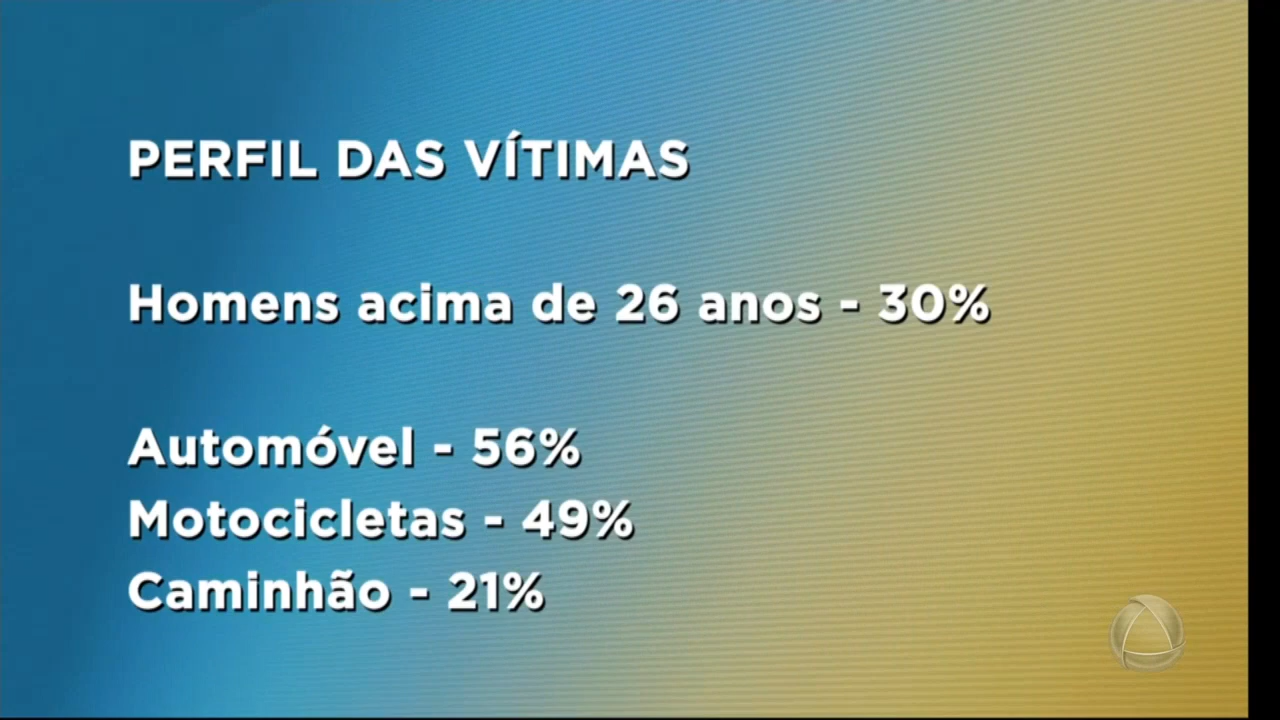 PERFIL DAS VÍTIMAS
Homens acima de 26 anos - 30%
Automóvel - 56%
Motocicletas - 49%
Caminhão - 21%